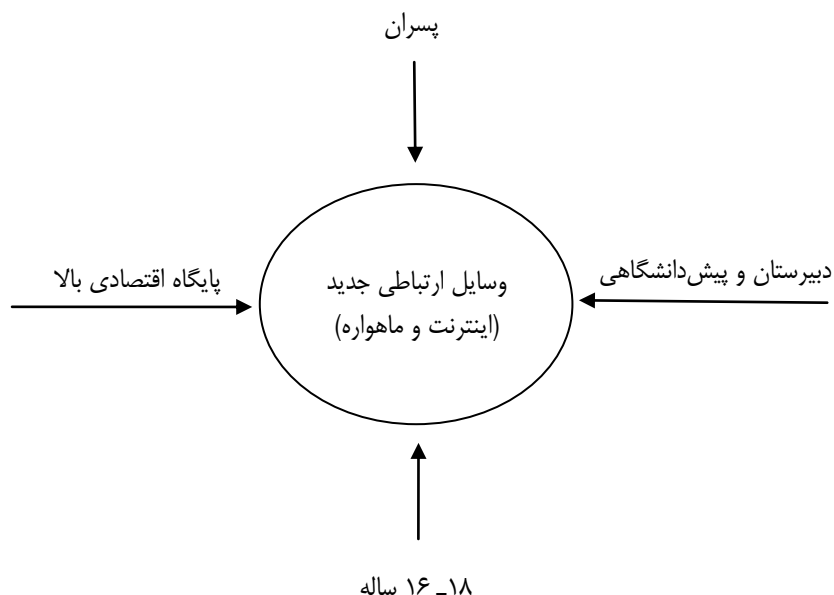 پسران
دبیرستان و پیش‌دانشگاهی
وسایل ارتباطی جدید
(اینترنت و ماهواره)
پایگاه اقتصادی بالا
۱۸ـ ۱۶ ساله